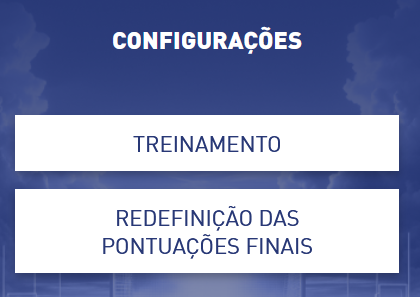 CONFIGURAÇÕES
TREINAMENTO
REDEFINIÇÃO DAS
PONTUAÇÕES FINAIS